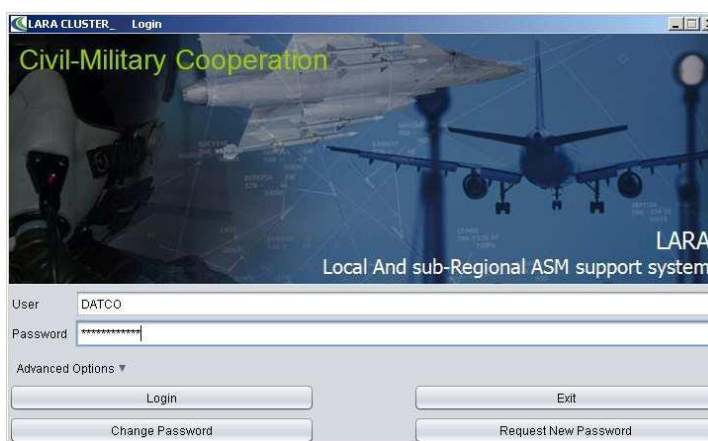 LARA CLUSTER_ Login
Civil-Military Cooperation
LARA
Local And sub-Regional ASM support system
User DATCO
Password ************
Advanced Options ▼
Login Exit
Change Password Request New Password